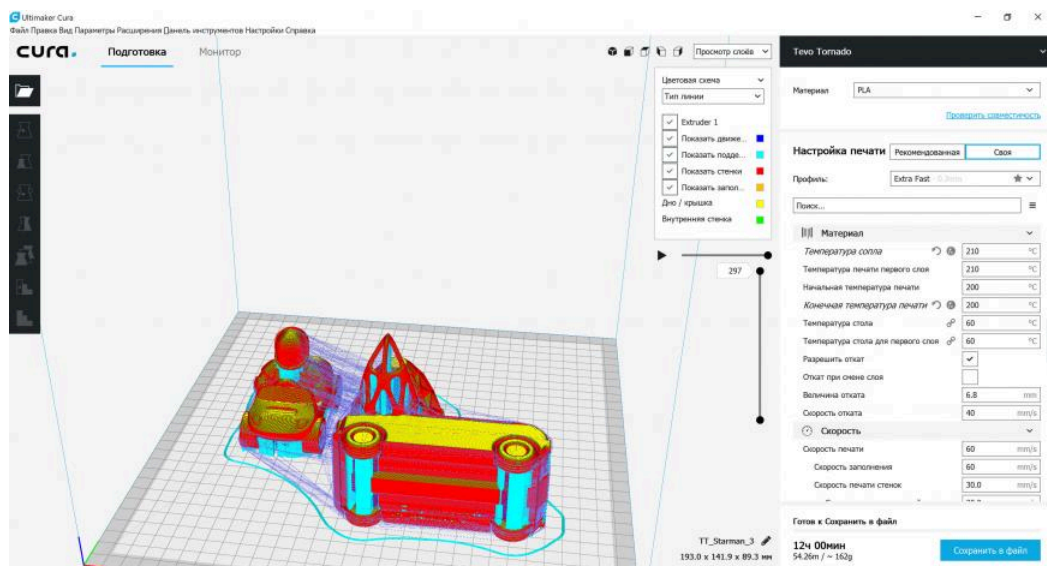 Ultimaker Cura
Файл Правка Вид Параметры Расширения Панель инструментов Настройки Справка
cura.
Подготовка
Монитор
Просмотр слоёв
Tevo Tornado
Цветовая схема
Тип линии
Extruder 1
Показать движе...
Показать подде...
Показать стенки
Показать запол...
Дно / крышка
Внутренняя стенка
297
Материал PLA
Проверить совместимость
Настройка печати Рекомендованная Своя
Профиль: Extra Fast - 0.3mm
Поиск...
Материал
Температура сопла 210 °C
Температура печати первого слоя 210 °C
Начальная температура печати 200 °C
Конечная температура печати 200 °C
Температура стола 60 °C
Температура стола для первого слоя 60 °C
Разрешить откат
Откат при смене слоя
Величина отката 6.8 mm
Скорость отката 40 mm/s
Скорость
Скорость печати 60 mm/s
Скорость заполнения 60 mm/s
Скорость печати стенок 30.0 mm/s
TT_Starman_3
193.0 x 141.9 x 89.3 мм
Готов к Сохранить в файл
12ч 00мин
54.26m / ~ 162g
Сохранить в файл